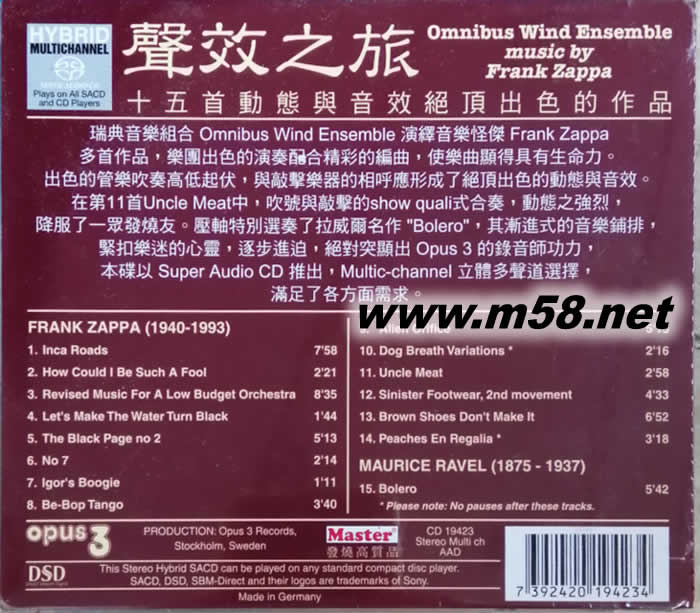 HYBRID
MULTICHANNEL
Plays on All SACD
and CD Players
聲效之旅
Omnibus Wind Ensemble
music by
Frank Zappa
十五首動態與音效絕頂出色的作品
瑞典音樂組合 Omnibus Wind Ensemble 演繹音樂怪傑 Frank Zappa
多首作品，樂團出色的演奏配合精彩的編曲，使樂曲顯得具有生命力。
出色的管樂吹奏高低起伏，與敲擊樂器的相呼應形成了絕頂出色的動態與音效。
在第11首Uncle Meat中，吹號與敲擊的show quali式合奏，動態之強烈，
降服了一眾發燒友。壓軸特別選奏了拉威爾名作 "Bolero"，其漸進式的音樂鋪排，
緊扣樂迷的心靈，逐步進迫，絕對突顯出 Opus 3 的錄音師功力，
本碟以 Super Audio CD 推出，Multic-channel 立體多聲道選擇，
滿足了各方面需求。
www.m58.net
FRANK ZAPPA (1940-1993)
1. Inca Roads 7'58
2. How Could I Be Such A Fool 2'21
3. Revised Music For A Low Budget Orchestra 8'35
4. Let's Make The Water Turn Black 1'44
5. The Black Page no 2 5'13
6. No 7 2'14
7. Igor's Boogie 1'11
8. Be-Bop Tango 3'40
9. Alien Orifice
10. Dog Breath Variations * 2'16
11. Uncle Meat 2'58
12. Sinister Footwear, 2nd movement 4'33
13. Brown Shoes Don't Make It 6'52
14. Peaches En Regalia * 3'18
MAURICE RAVEL (1875 - 1937)
15. Bolero 5'42
* Please note: No pauses after these tracks.
opus 3
PRODUCTION: Opus 3 Records,
Stockholm, Sweden
Master
發燒高質品
CD 19423
Stereo Multi ch
AAD
DSD
This Stereo Hybrid SACD can be played on any standard compact disc player.
SACD, DSD, SBM-Direct and their logos are trademarks of Sony.
Made in Germany
7 392420 194234